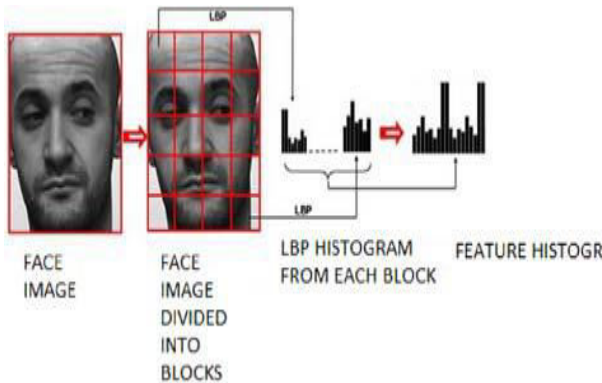 LBP
LBP
FACE
IMAGE
FACE
IMAGE
DIVIDED
INTO
BLOCKS
LBP HISTOGRAM
FROM EACH BLOCK
FEATURE HISTOGR